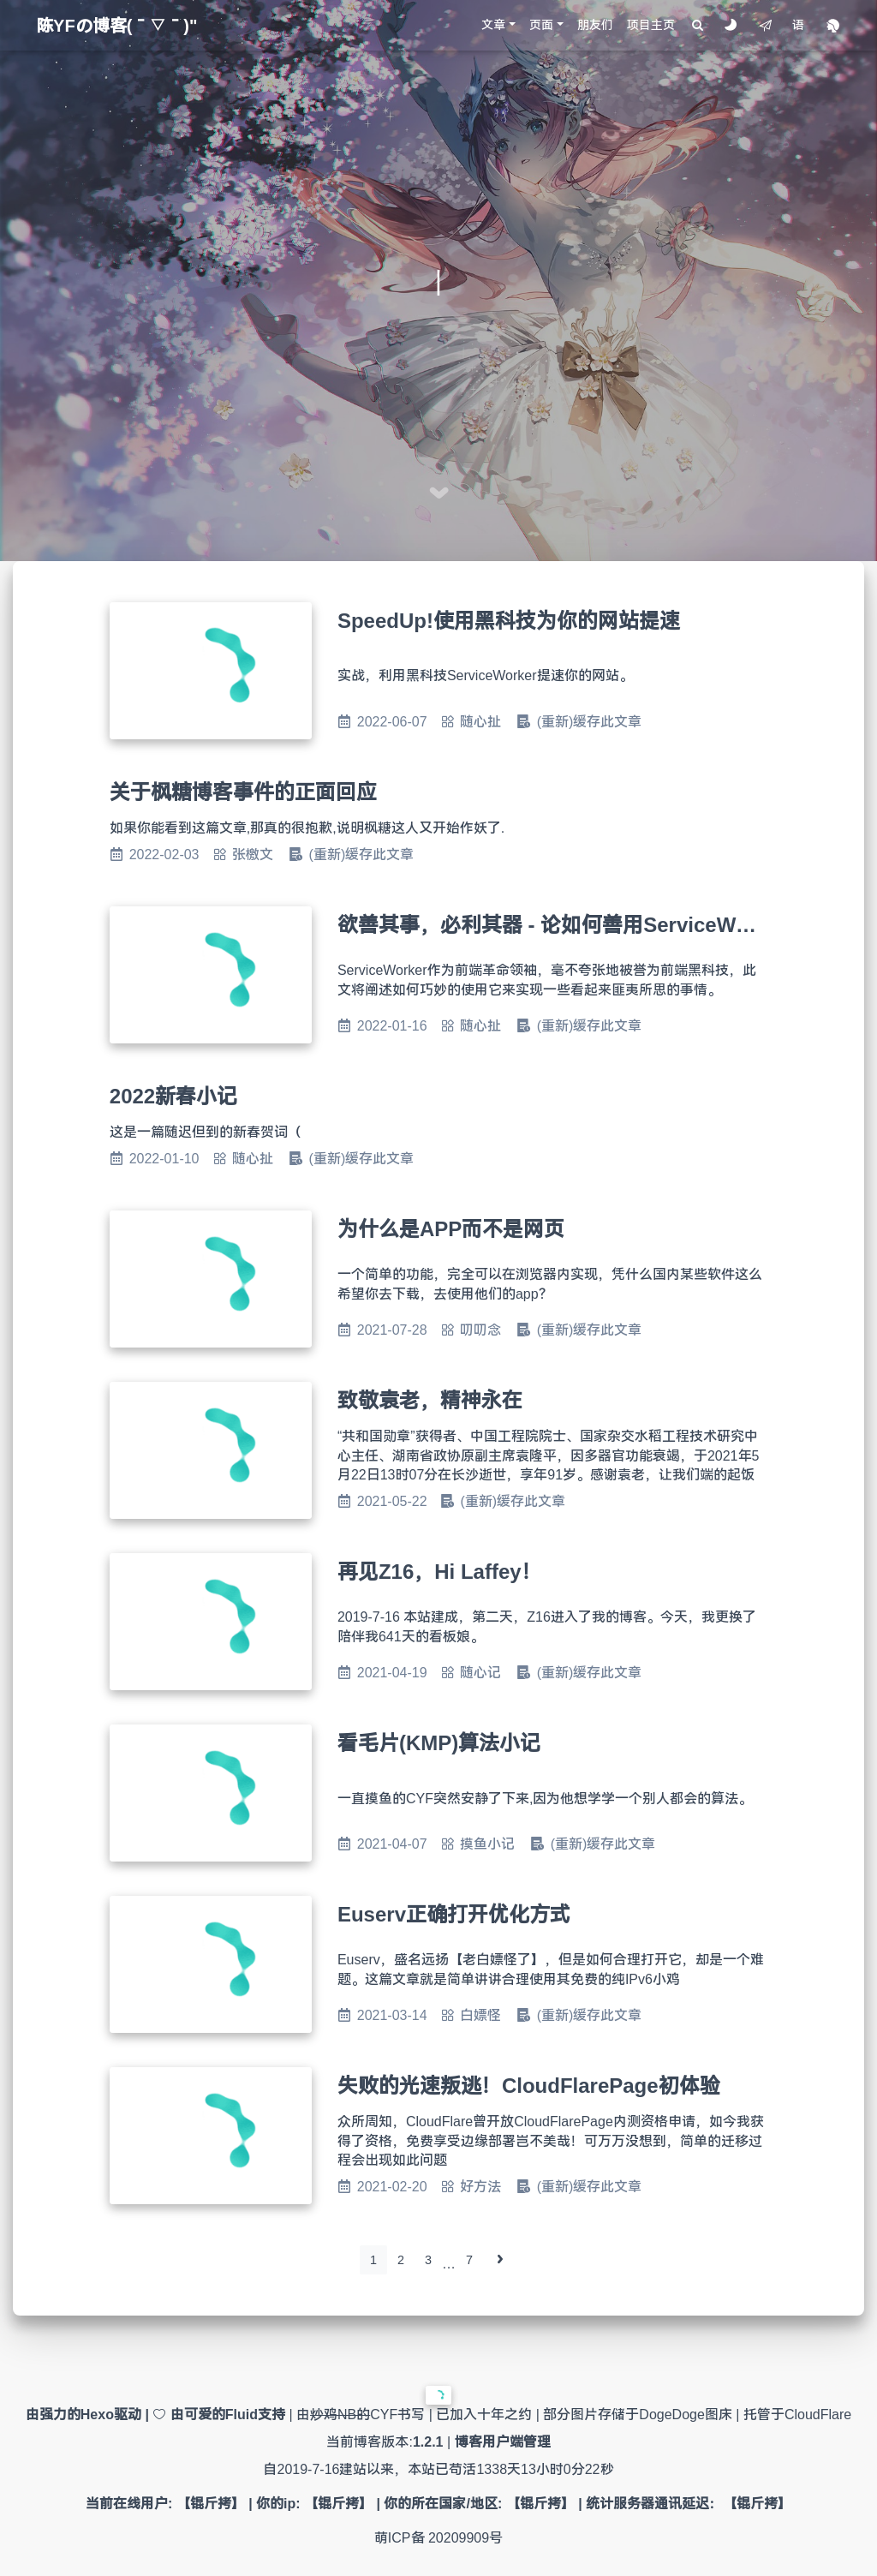 陈YFの博客( ̄▽ ̄)"
文章 页面 朋友们 项目主页 语
SpeedUp!使用黑科技为你的网站提速
实战，利用黑科技ServiceWorker提速你的网站。
2022-06-07 随心扯 (重新)缓存此文章
关于枫糖博客事件的正面回应
如果你能看到这篇文章,那真的很抱歉,说明枫糖这人又开始作妖了.
2022-02-03 张檄文 (重新)缓存此文章
欲善其事，必利其器 - 论如何善用ServiceW…
ServiceWorker作为前端革命领袖，毫不夸张地被誉为前端黑科技，此
文将阐述如何巧妙的使用它来实现一些看起来匪夷所思的事情。
2022-01-16 随心扯 (重新)缓存此文章
2022新春小记
这是一篇随迟但到的新春贺词（
2022-01-10 随心扯 (重新)缓存此文章
为什么是APP而不是网页
一个简单的功能，完全可以在浏览器内实现，凭什么国内某些软件这么
希望你去下载，去使用他们的app？
2021-07-28 叨叨念 (重新)缓存此文章
致敬袁老，精神永在
“共和国勋章”获得者、中国工程院院士、国家杂交水稻工程技术研究中
心主任、湖南省政协原副主席袁隆平，因多器官功能衰竭，于2021年5
月22日13时07分在长沙逝世，享年91岁。感谢袁老，让我们端的起饭
2021-05-22 (重新)缓存此文章
再见Z16，Hi Laffey！
2019-7-16 本站建成，第二天，Z16进入了我的博客。今天，我更换了
陪伴我641天的看板娘。
2021-04-19 随心记 (重新)缓存此文章
看毛片(KMP)算法小记
一直摸鱼的CYF突然安静了下来,因为他想学学一个别人都会的算法。
2021-04-07 摸鱼小记 (重新)缓存此文章
Euserv正确打开优化方式
Euserv，盛名远扬【老白嫖怪了】，但是如何合理打开它，却是一个难
题。这篇文章就是简单讲讲合理使用其免费的纯IPv6小鸡
2021-03-14 白嫖怪 (重新)缓存此文章
失败的光速叛逃！CloudFlarePage初体验
众所周知，CloudFlare曾开放CloudFlarePage内测资格申请，如今我获
得了资格，免费享受边缘部署岂不美哉！可万万没想到，简单的迁移过
程会出现如此问题
2021-02-20 好方法 (重新)缓存此文章
1 2 3 … 7
由强力的Hexo驱动 | ♡ 由可爱的Fluid支持 | 由炒鸡NB的CYF书写 | 已加入十年之约 | 部分图片存储于DogeDoge图床 | 托管于CloudFlare
当前博客版本:1.2.1 | 博客用户端管理
自2019-7-16建站以来，本站已苟活1338天13小时0分22秒
当前在线用户: 【锟斤拷】 | 你的ip: 【锟斤拷】 | 你的所在国家/地区: 【锟斤拷】 | 统计服务器通讯延迟: 【锟斤拷】
萌ICP备 20209909号